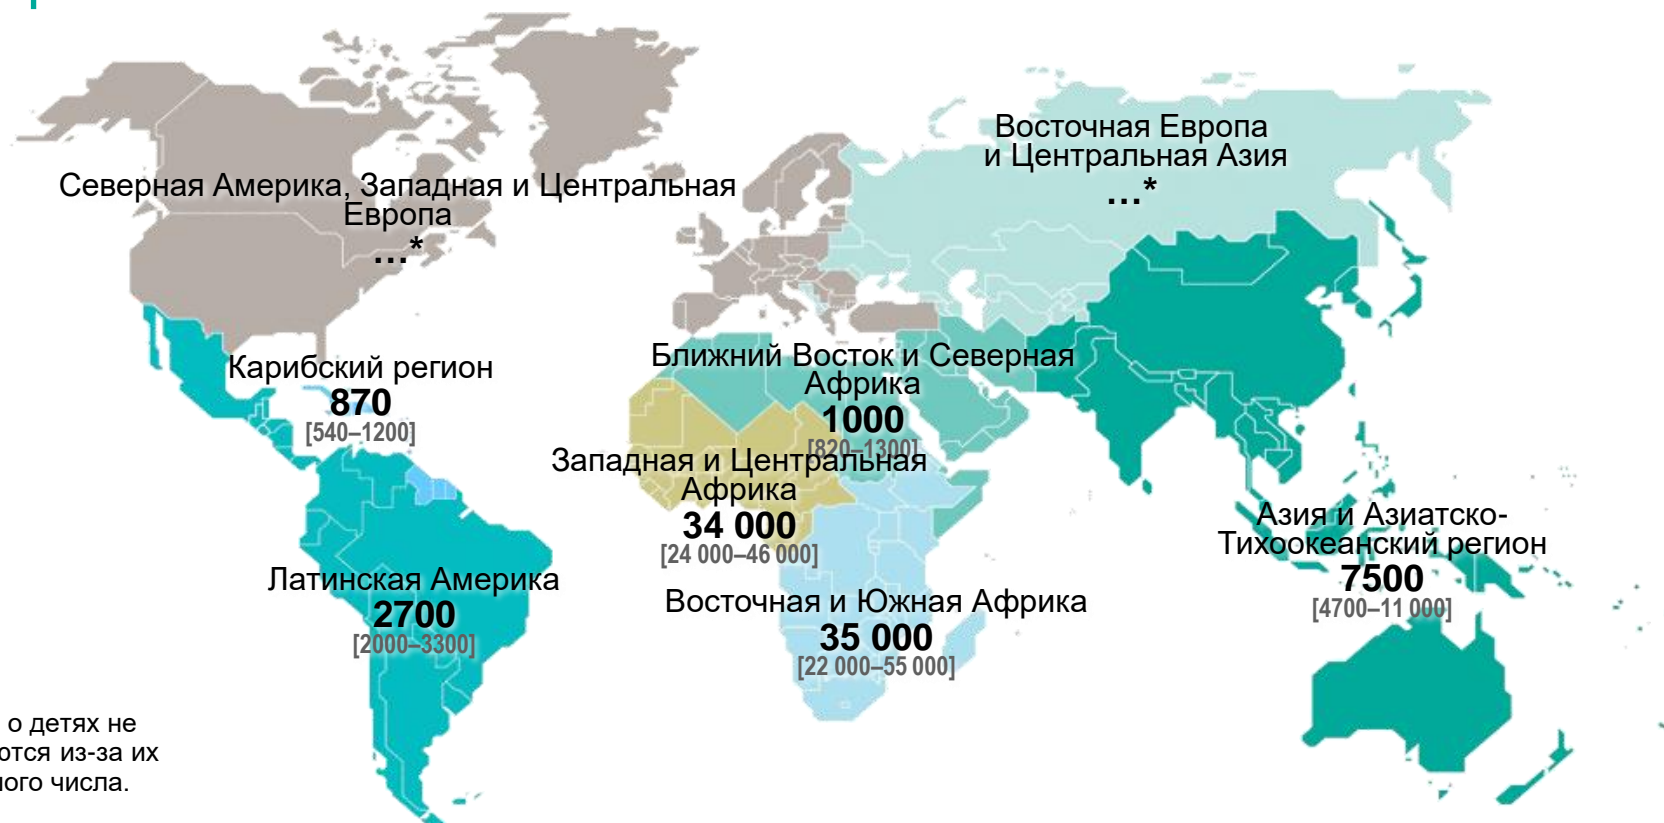 Восточная Европа
и Центральная Азия
...*
Северная Америка, Западная и Центральная
Европа
...*
Карибский регион
870
[540–1200]
Ближний Восток и Северная
Африка
1000
[820–1300]
Западная и Центральная
Африка
34 000
[24 000–46 000]
Азия и Азиатско-
Тихоокеанский регион
7500
[4700–11 000]
Латинская Америка
2700
[2000–3300]
Восточная и Южная Африка
35 000
[22 000–55 000]
о детях не
ются из-за их
ного числа.